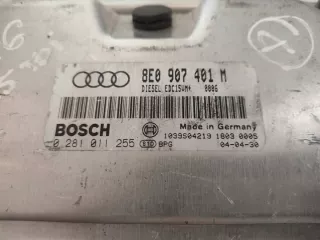 8E0 907 401 M
DIESEL EDC15VM+ 0006
BOSCH
Made in Germany
1039S04219 1803 0005
0 281 011 255
BPG
04-04-30